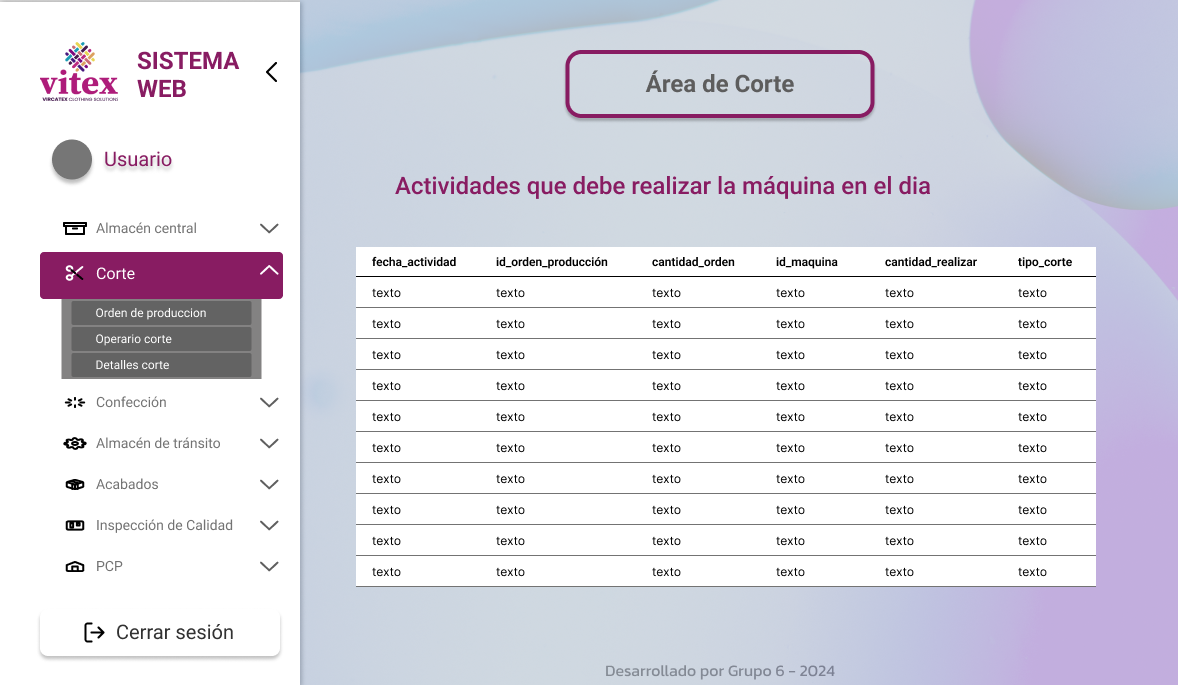 vitex
VIRCATEX CLOTHING SOLUTIONS
SISTEMA
WEB
Usuario
Almacén central
Corte
Orden de produccion
Operario corte
Detalles corte
Confección
Almacén de tránsito
Acabados
Inspección de Calidad
PCP
Cerrar sesión
Área de Corte
Actividades que debe realizar la máquina en el dia
fecha_actividad id_orden_producción cantidad_orden id_maquina cantidad_realizar tipo_corte
texto texto texto texto texto texto
texto texto texto texto texto texto
texto texto texto texto texto texto
texto texto texto texto texto texto
texto texto texto texto texto texto
texto texto texto texto texto texto
texto texto texto texto texto texto
texto texto texto texto texto texto
texto texto texto texto texto texto
texto texto texto texto texto texto
Desarrollado por Grupo 6 - 2024